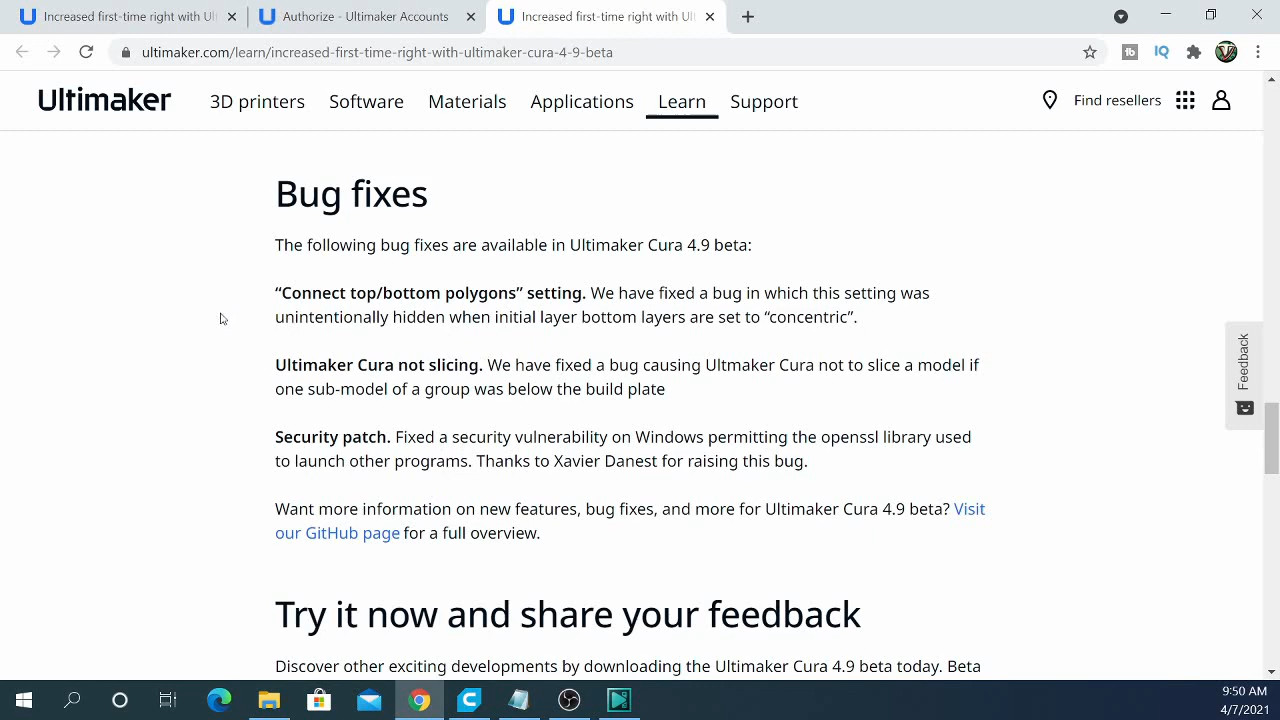 Increased first-time right with Ul
Authorize - Ultimaker Accounts
Increased first-time right with Ul
ultimaker.com/learn/increased-first-time-right-with-ultimaker-cura-4-9-beta
tb
IQ
Ultimaker
3D printers
Software
Materials
Applications
Learn
Support
Find resellers
Bug fixes
The following bug fixes are available in Ultimaker Cura 4.9 beta:
“Connect top/bottom polygons” setting. We have fixed a bug in which this setting was
unintentionally hidden when initial layer bottom layers are set to “concentric”.
Ultimaker Cura not slicing. We have fixed a bug causing Ultmaker Cura not to slice a model if
one sub-model of a group was below the build plate
Security patch. Fixed a security vulnerability on Windows permitting the openssl library used
to launch other programs. Thanks to Xavier Danest for raising this bug.
Want more information on new features, bug fixes, and more for Ultimaker Cura 4.9 beta? Visit
our GitHub page for a full overview.
Feedback
Try it now and share your feedback
Discover other exciting developments by downloading the Ultimaker Cura 4.9 beta today. Beta
9:50 AM
4/7/2021